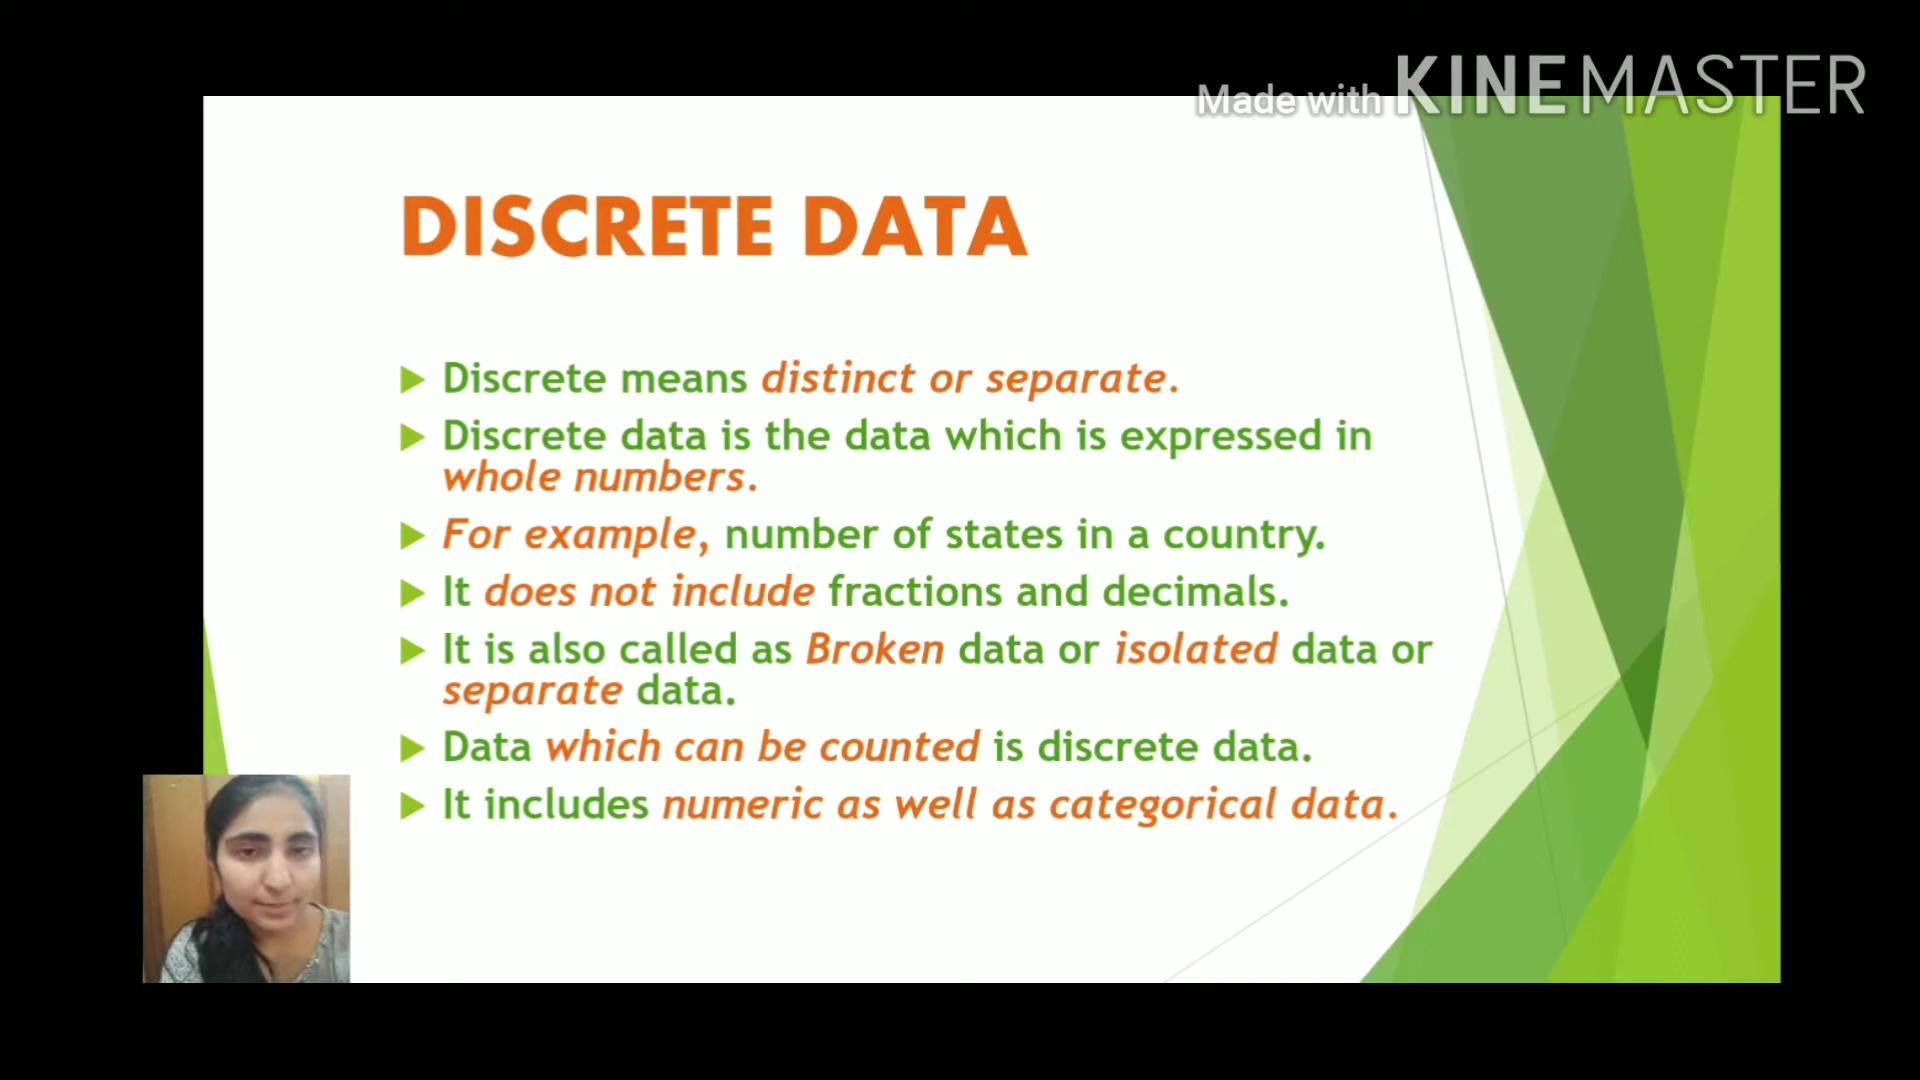 Made with KINEMASTER
DISCRETE DATA
Discrete means distinct or separate.
Discrete data is the data which is expressed in
whole numbers.
For example, number of states in a country.
It does not include fractions and decimals.
It is also called as Broken data or isolated data or
separate data.
Data which can be counted is discrete data.
It includes numeric as well as categorical data.